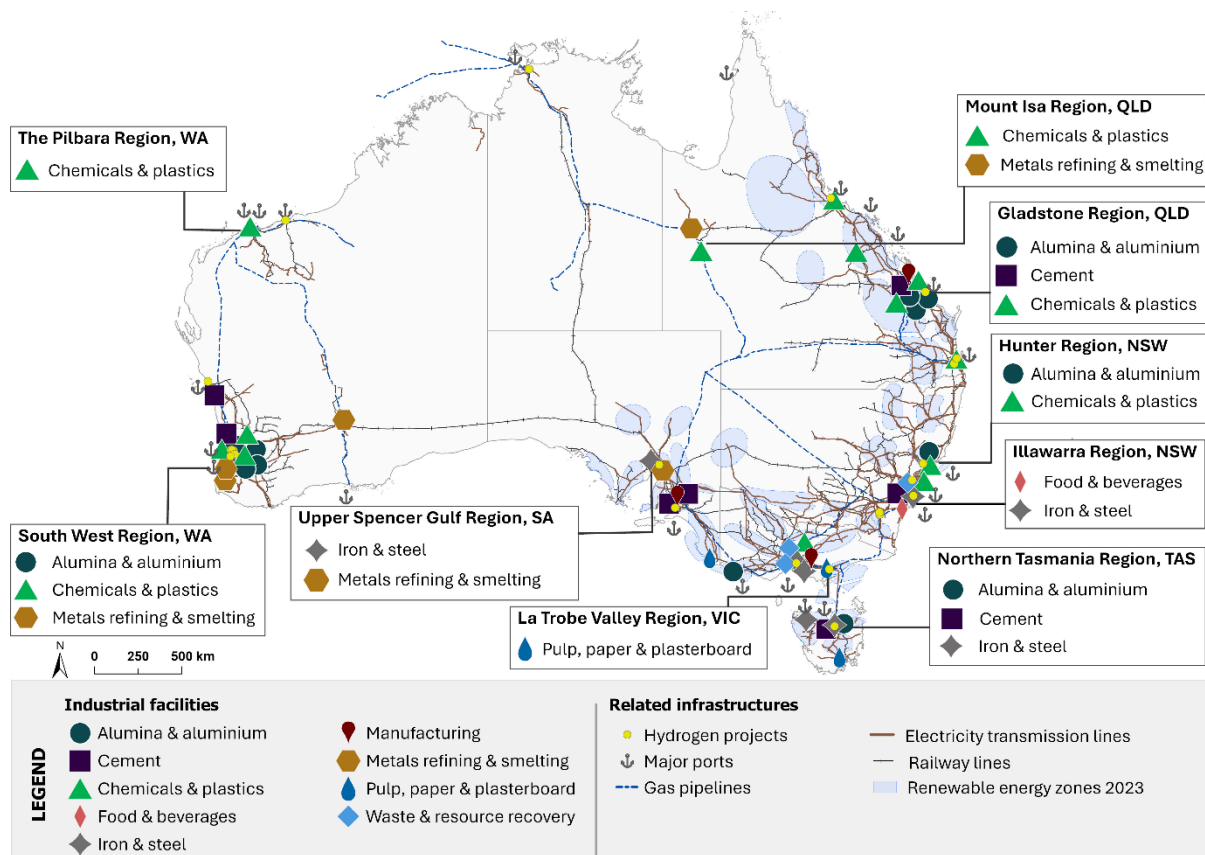 The Pilbara Region, WA
Chemicals & plastics
Mount Isa Region, QLD
Chemicals & plastics
Metals refining & smelting
Gladstone Region, QLD
Alumina & aluminium
Cement
Chemicals & plastics
Hunter Region, NSW
Alumina & aluminium
Chemicals & plastics
Illawarra Region, NSW
Food & beverages
Iron & steel
South West Region, WA
Alumina & aluminium
Chemicals & plastics
Metals refining & smelting
Upper Spencer Gulf Region, SA
Iron & steel
Metals refining & smelting
La Trobe Valley Region, VIC
Pulp, paper & plasterboard
Northern Tasmania Region, TAS
Alumina & aluminium
Cement
Iron & steel
N
0 250 500 km
LEGEND
Industrial facilities
Alumina & aluminium
Cement
Chemicals & plastics
Food & beverages
Iron & steel
Manufacturing
Metals refining & smelting
Pulp, paper & plasterboard
Waste & resource recovery
Related infrastructures
Hydrogen projects
Major ports
Gas pipelines
Electricity transmission lines
Railway lines
Renewable energy zones 2023